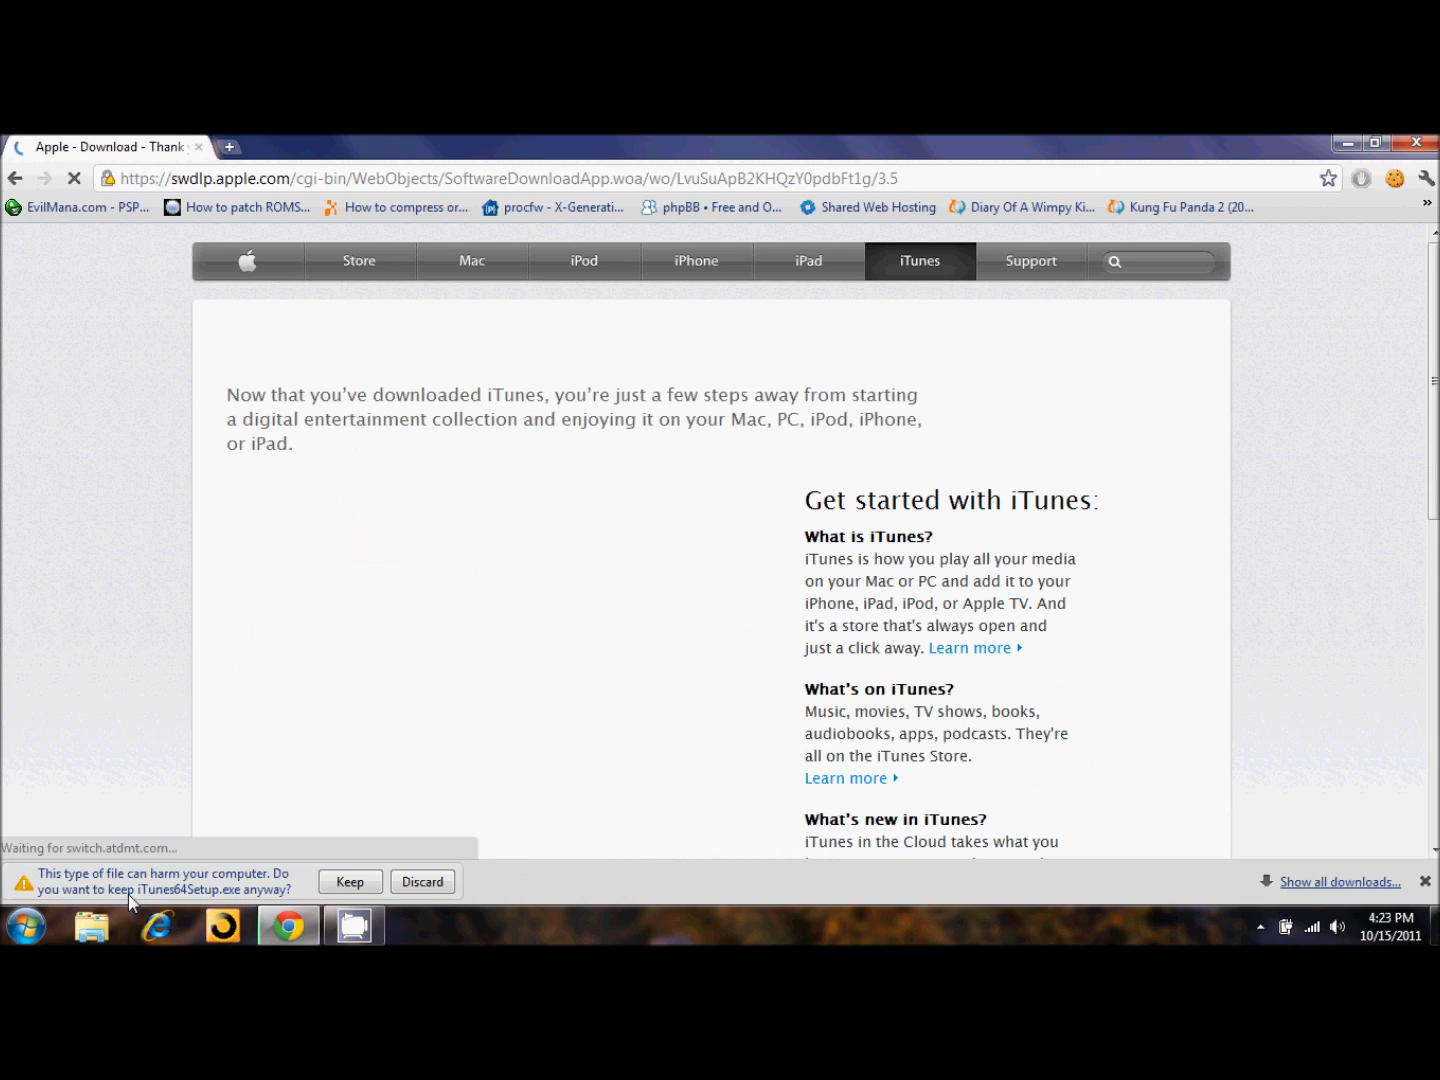 Apple - Download - Thank
https://swdlp.apple.com/cgi-bin/WebObjects/SoftwareDownloadApp.woa/wo/LvuSuApB2KHQzY0pdbFt1g/3.5
EvilMana.com - PSP... How to patch ROMS... How to compress or... procfw - X-Generati... phpBB • Free and O... Shared Web Hosting Diary Of A Wimpy Ki... Kung Fu Panda 2 (20... »
Store Mac iPod iPhone iPad iTunes Support
Now that you've downloaded iTunes, you're just a few steps away from starting
a digital entertainment collection and enjoying it on your Mac, PC, iPod, iPhone,
or iPad.
Get started with iTunes:
What is iTunes?
iTunes is how you play all your media
on your Mac or PC and add it to your
iPhone, iPad, iPod, or Apple TV. And
it's a store that's always open and
just a click away. Learn more
What's on iTunes?
Music, movies, TV shows, books,
audiobooks, apps, podcasts. They're
all on the iTunes Store.
Learn more
What's new in iTunes?
iTunes in the Cloud takes what you
Waiting for switch.atdmt.com...
This type of file can harm your computer. Do
you want to keep iTunes64Setup.exe anyway?
Keep Discard
Show all downloads...
4:23 PM
10/15/2011